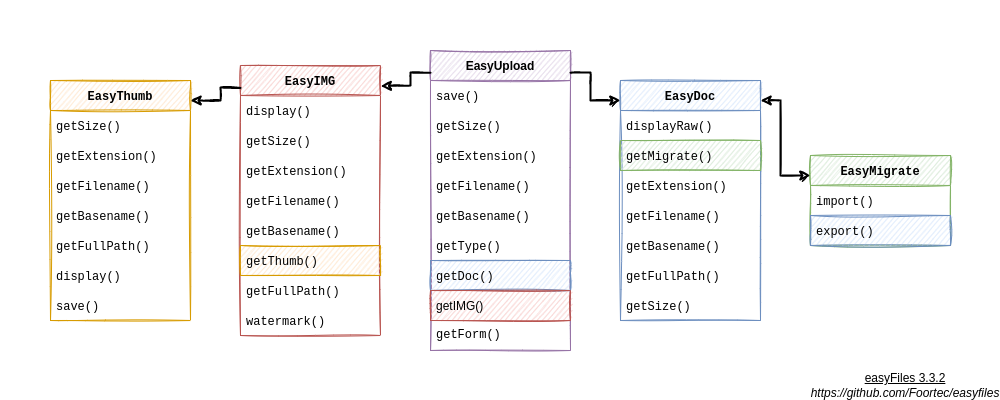 EasyThumb
getSize()
getExtension()
getFilename()
getBasename()
getFullPath()
display()
save()
EasyIMG
display()
getSize()
getExtension()
getFilename()
getBasename()
getThumb()
getFullPath()
watermark()
EasyUpload
save()
getSize()
getExtension()
getFilename()
getBasename()
getType()
getDoc()
getIMG()
getForm()
EasyDoc
displayRaw()
getMigrate()
getExtension()
getFilename()
getBasename()
getFullPath()
getSize()
EasyMigrate
import()
export()
easyFiles 3.3.2
https://github.com/Foortec/easyfiles